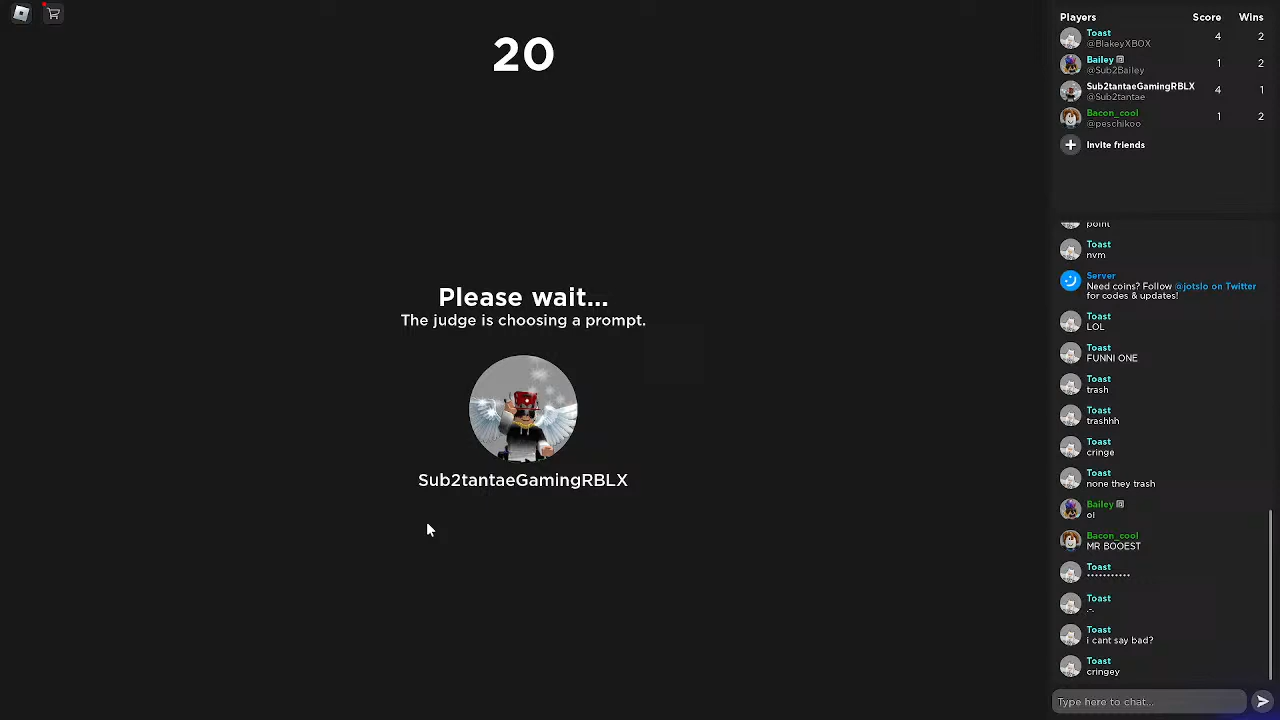 20
Please wait...
The judge is choosing a prompt.
Sub2tantaeGamingRBLX
Players Score Wins
Toast 4 2
@BlakeyXBOX
Bailey 1 2
@Sub2Bailey
Sub2tantaeGamingRBLX 4 1
@Sub2tantae
Bacon_cool 1 2
@peschikoo
+ Invite friends
point
Toast
nvm
Server
Need coins? Follow @jotslo on Twitter
for codes & updates!
Toast
LOL
Toast
FUNNI ONE
Toast
trash
Toast
trashhh
Toast
cringe
Toast
none they trash
Bailey
oi
Bacon_cool
MR BOOEST
Toast
Toast
.-.
Toast
i cant say bad?
Toast
cringey
Type here to chat...